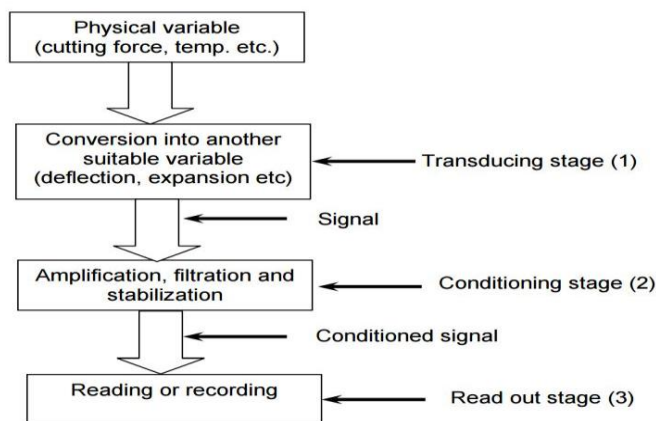 Physical variable
(cutting force, temp. etc.)
Conversion into another
suitable variable
(deflection, expansion etc)
Transducing stage (1)
Signal
Amplification, filtration and
stabilization
Conditioning stage (2)
Conditioned signal
Reading or recording
Read out stage (3)